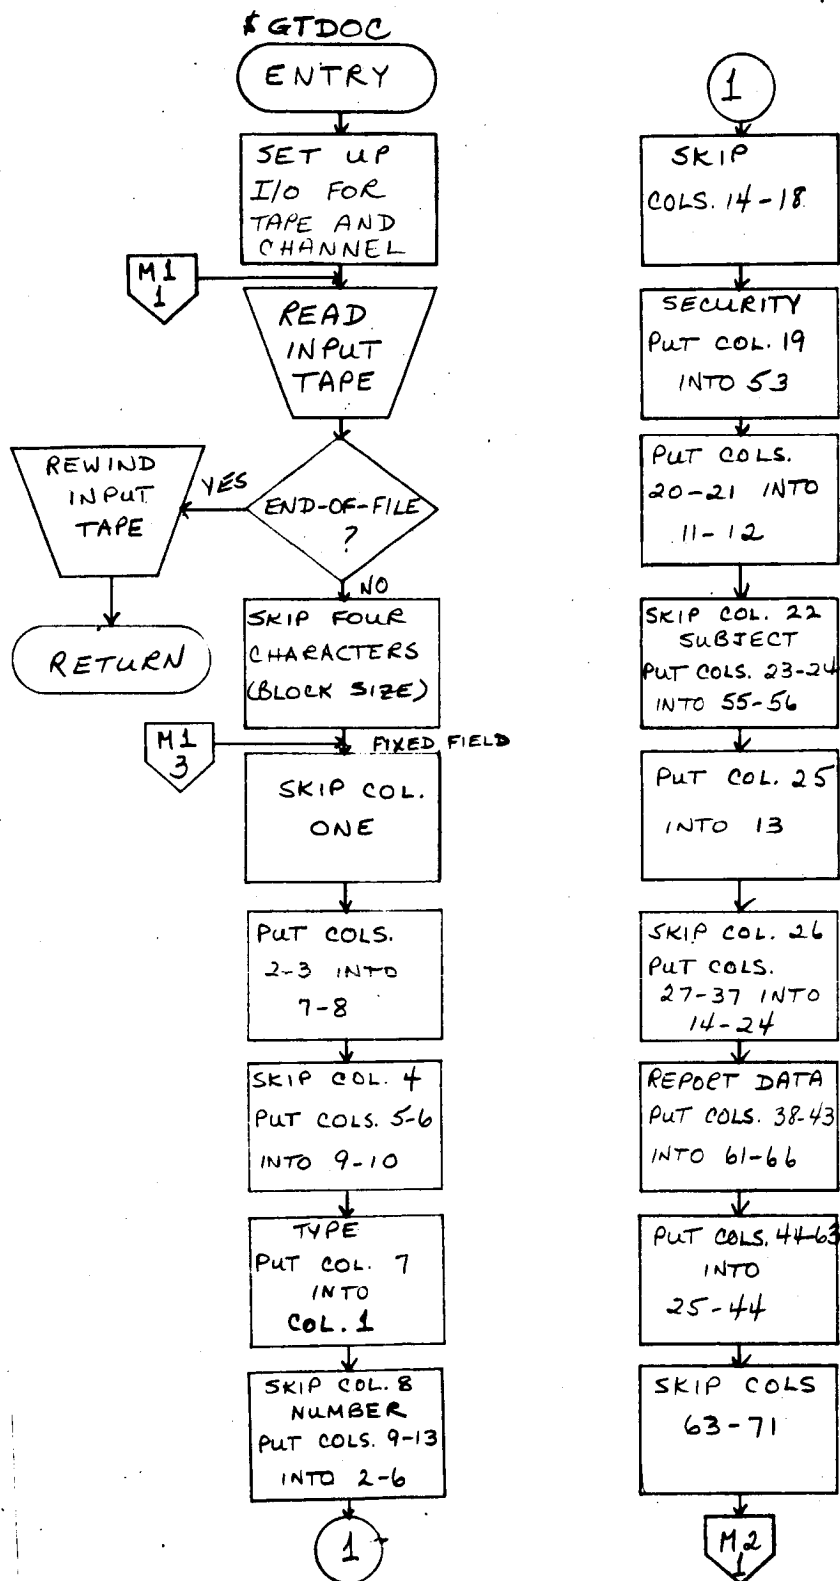 $GTDOC
ENTRY
SET UP
I/O FOR
TAPE AND
CHANNEL
M1
1
READ
INPUT
TAPE
END-OF-FILE
?
YES
REWIND
INPUT
TAPE
RETURN
NO
SKIP FOUR
CHARACTERS
(BLOCK SIZE)
M1
3
FIXED FIELD
SKIP COL.
ONE
PUT COLS.
2-3 INTO
7-8
SKIP COL. 4
PUT COLS. 5-6
INTO 9-10
TYPE
PUT COL. 7
INTO
COL. 1
SKIP COL. 8
NUMBER
PUT COLS. 9-13
INTO 2-6
1
1
SKIP
COLS. 14-18
SECURITY
PUT COL. 19
INTO 53
PUT COLS.
20-21 INTO
11-12
SKIP COL. 22
SUBJECT
PUT COLS. 23-24
INTO 55-56
PUT COL. 25
INTO 13
SKIP COL. 26
PUT COLS.
27-37 INTO
14-24
REPORT DATA
PUT COLS. 38-43
INTO 61-66
PUT COLS. 44-63
INTO
25-44
SKIP COLS
63-71
M2
1